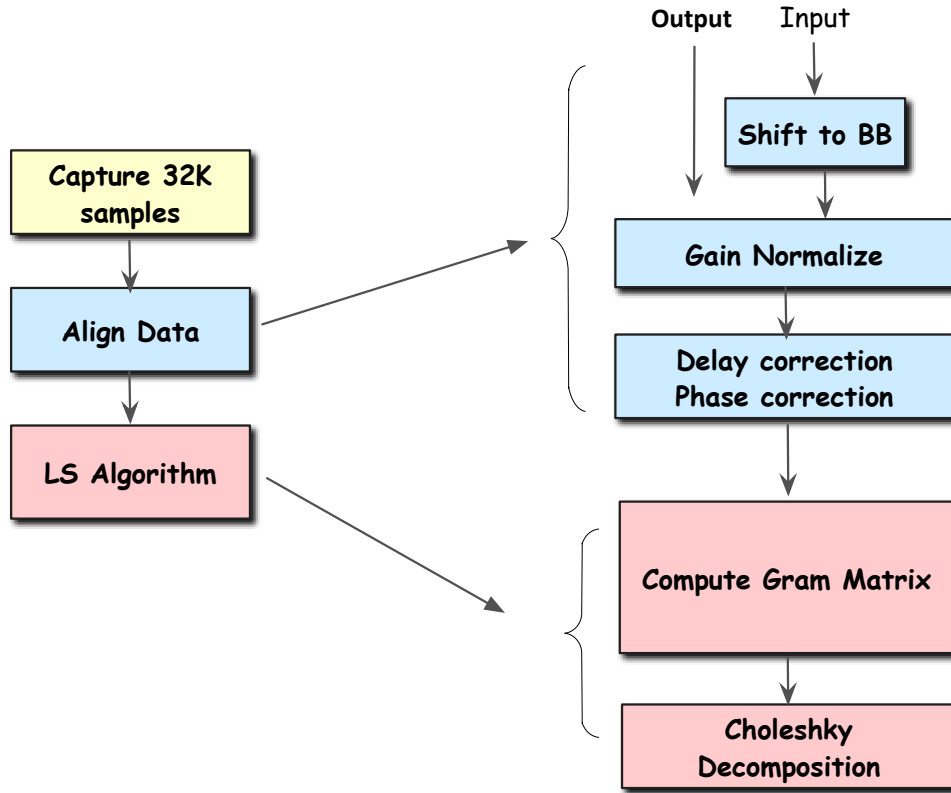 Output
Input
Shift to BB
Capture 32K
samples
Gain Normalize
Align Data
Delay correction
Phase correction
LS Algorithm
Compute Gram Matrix
Choleshky
Decomposition